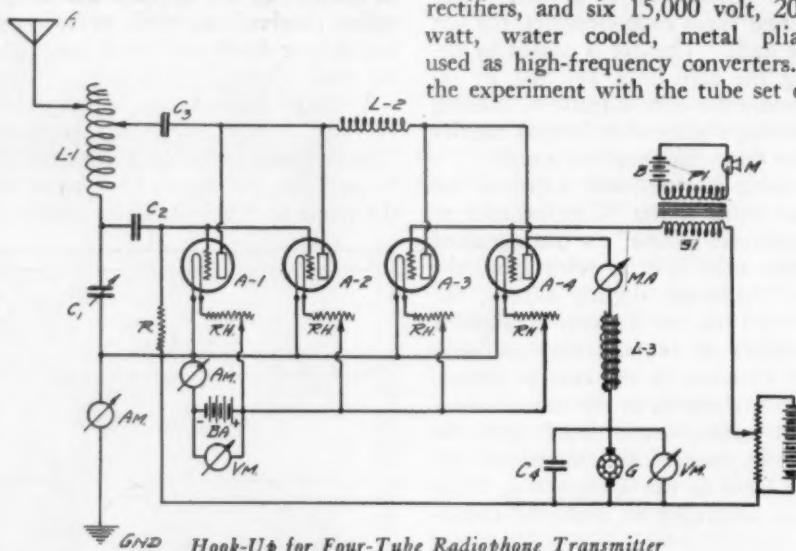 rectifiers, and six 15,000 volt, 20
watt, water cooled, metal plia
used as high-frequency converters.
the experiment with the tube set
A
L-1
C3
L-2
C2
B
P1
M
S1
A-1
A-2
A-3
A-4
M.A
C1
R
RH.
RH.
RH.
RH
L-3
AM.
AM.
- BA +
VM.
C4
G
VM.
GND
Hook-Up for Four-Tube Radiophone Transmitter